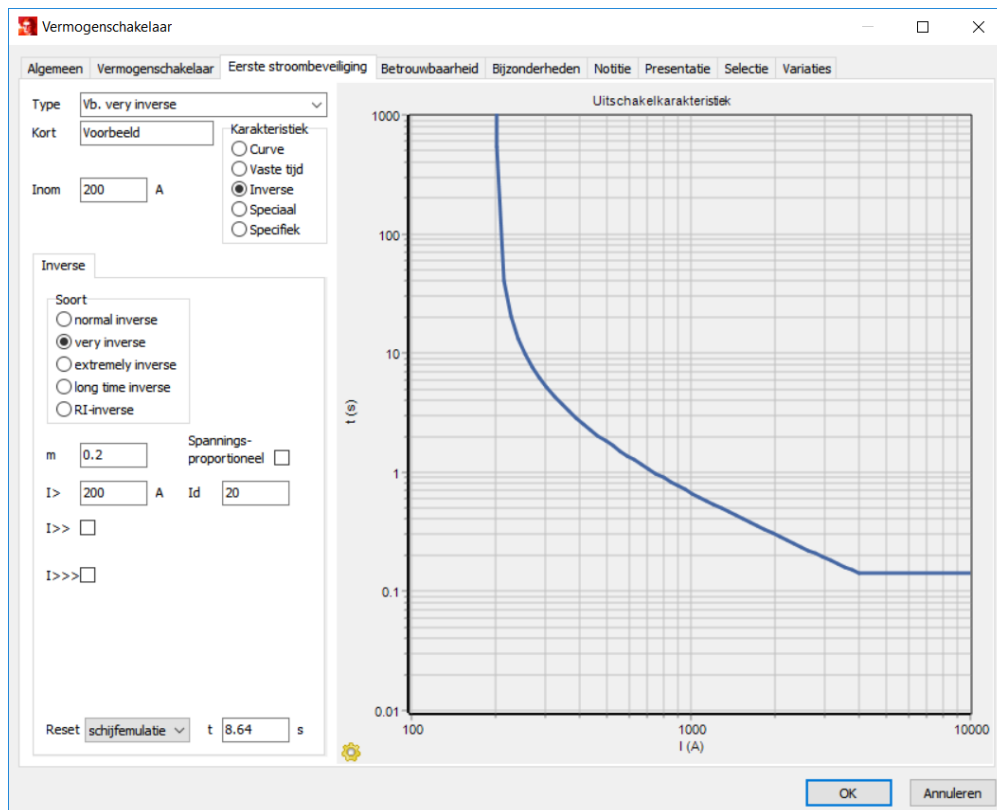 Vermogenschakelaar
Algemeen Vermogenschakelaar Eerste stroombeveiliging Betrouwbaarheid Bijzonderheden Notitie Presentatie Selectie Variaties
Type Vb. very inverse
Kort Voorbeeld
Karakteristiek
Curve
Vaste tijd
Inom 200 A
Inverse
Speciaal
Specifiek
Inverse
Soort
normal inverse
very inverse
extremely inverse
long time inverse
RI-inverse
m 0.2
Spannings-
proportioneel
I> 200 A Id 20
I>>
I>>>
Reset schijfemulatie t 8.64 s
Uitschakelkarakteristiek
1000
100
10
t (s)
1
0.1
0.01
100 1000 10000
I (A)
OK Annuleren